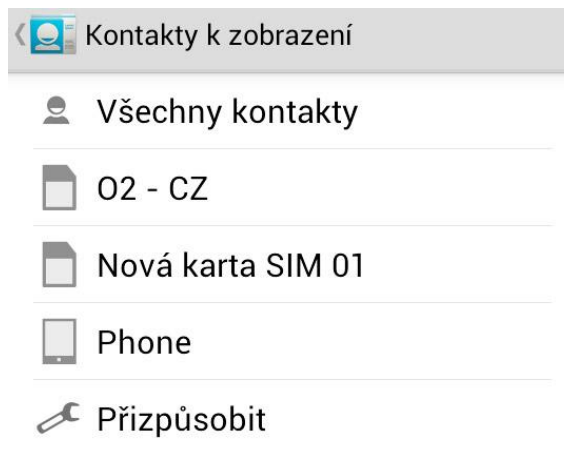 Kontakty k zobrazení
Všechny kontakty
O2 - CZ
Nová karta SIM 01
Phone
Přizpůsobit